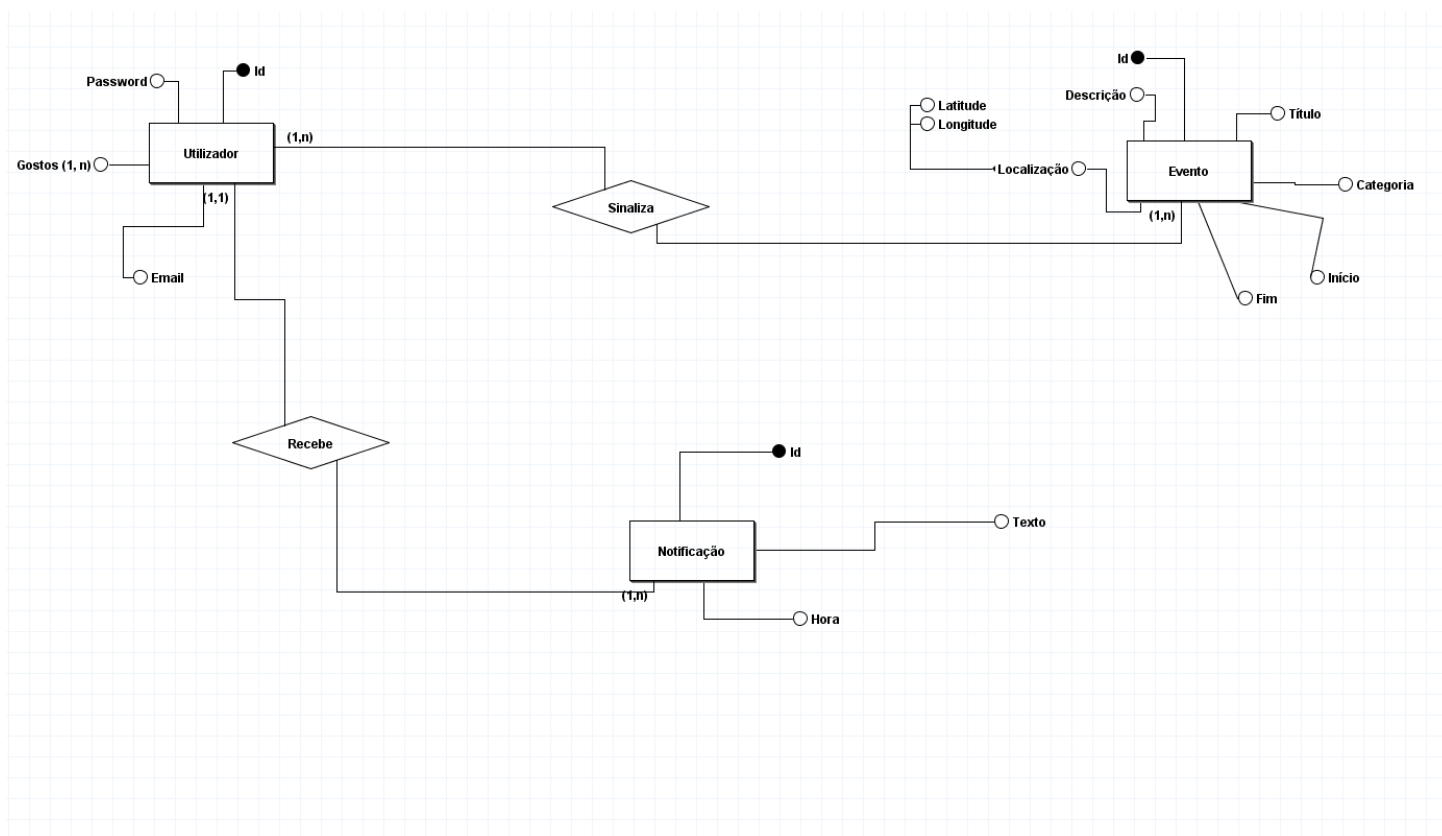 Id
Password
Id
Descrição
Latitude
Título
Longitude
(1,n)
Utilizador
Gostos (1, n)
Localização
Evento
Categoria
(1,1)
Sinaliza
(1,n)
Email
Início
Fim
Recebe
Id
Texto
Notificação
(1,n)
Hora